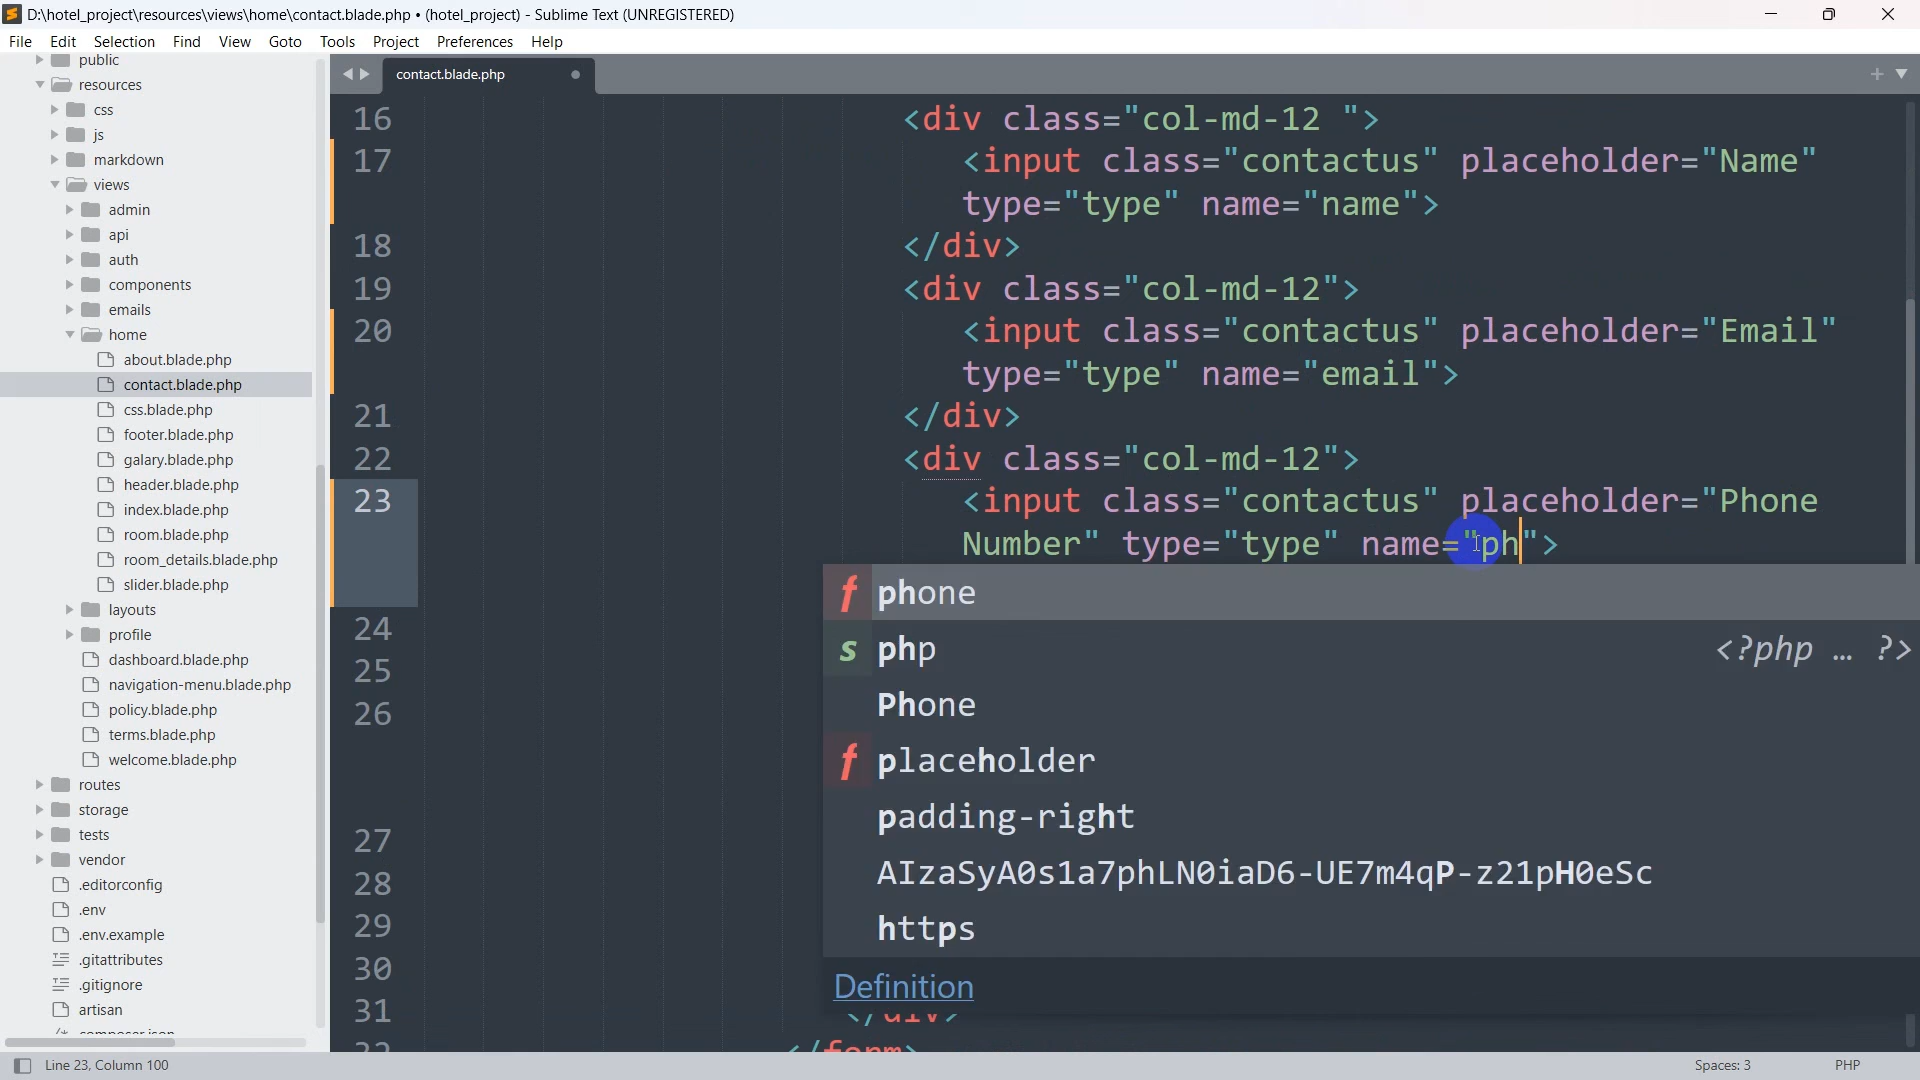 D:\hotel_project\resources\views\home\contact.blade.php • (hotel_project) - Sublime Text (UNREGISTERED)
File Edit Selection Find View Goto Tools Project Preferences Help
public
resources
css
js
markdown
views
admin
api
auth
components
emails
home
about.blade.php
contact.blade.php
css.blade.php
footer.blade.php
galary.blade.php
header.blade.php
index.blade.php
room.blade.php
room_details.blade.php
slider.blade.php
layouts
profile
dashboard.blade.php
navigation-menu.blade.php
policy.blade.php
terms.blade.php
welcome.blade.php
routes
storage
tests
vendor
.editorconfig
.env
.env.example
.gitattributes
.gitignore
artisan
composer.json
contact.blade.php
16 <div class="col-md-12 ">
17 <input class="contactus" placeholder="Name"
type="type" name="name">
18 </div>
19 <div class="col-md-12">
20 <input class="contactus" placeholder="Email"
type="type" name="email">
21 </div>
22 <div class="col-md-12">
23 <input class="contactus" placeholder="Phone
Number" type="type" name="ph">
f phone
24
s php <?php … ?>
25
Phone
26
f placeholder
padding-right
27
AIzaSyA0s1a7phLN0iaD6-UE7m4qP-z21pH0eSc
28
29
https
30
Definition
31 </div>
32 </form>
Line 23, Column 100 Spaces: 3 PHP